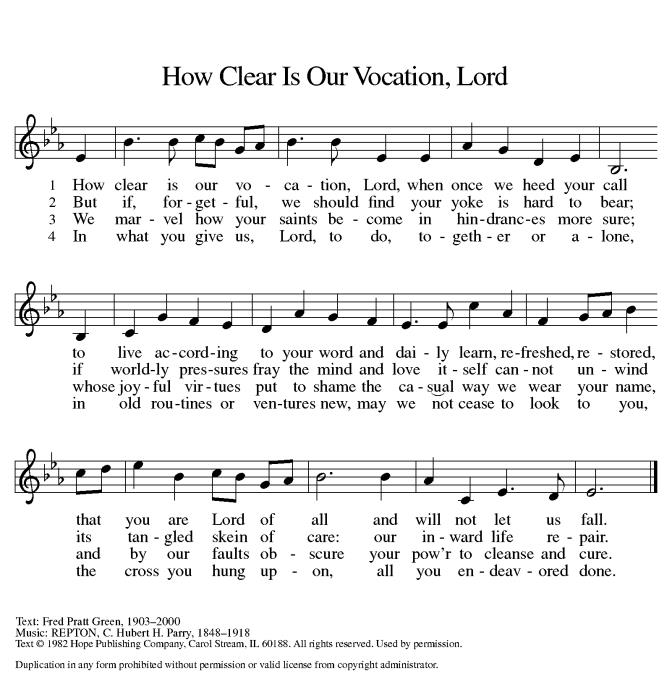 How Clear Is Our Vocation, Lord
1 How clear is our vo - ca - tion, Lord, when once we heed your call
2 But if, for - get - ful, we should find your yoke is hard to bear;
3 We mar - vel how your saints be - come in hin - dranc - es more sure;
4 In what you give us, Lord, to do, to - geth - er or a - lone,
to live ac - cord - ing to your word and dai - ly learn, re - freshed, re - stored,
if world - ly pres - sures fray the mind and love it - self can - not un - wind
whose joy - ful vir - tues put to shame the ca - sual way we wear your name,
in old rou - tines or ven - tures new, may we not cease to look to you,
that you are Lord of all and will not let us fall.
its tan - gled skein of care: our in - ward life re - pair.
and by our faults ob - scure your pow'r to cleanse and cure.
the cross you hung up - on, all you en - deav - ored done.
Text: Fred Pratt Green, 1903–2000
Music: REPTON, C. Hubert H. Parry, 1848–1918
Text © 1982 Hope Publishing Company, Carol Stream, IL 60188. All rights reserved. Used by permission.
Duplication in any form prohibited without permission or valid license from copyright administrator.